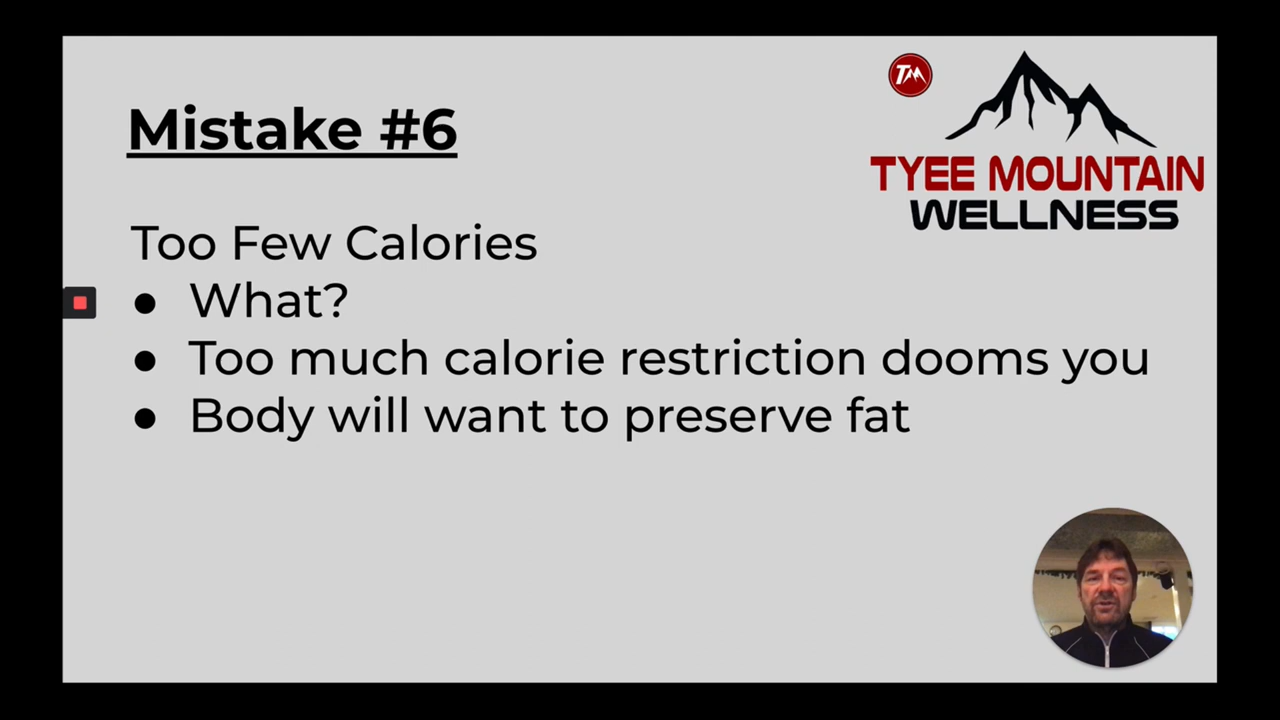 Mistake #6
TM
TYEE MOUNTAIN
WELLNESS
Too Few Calories
● What?
● Too much calorie restriction dooms you
● Body will want to preserve fat